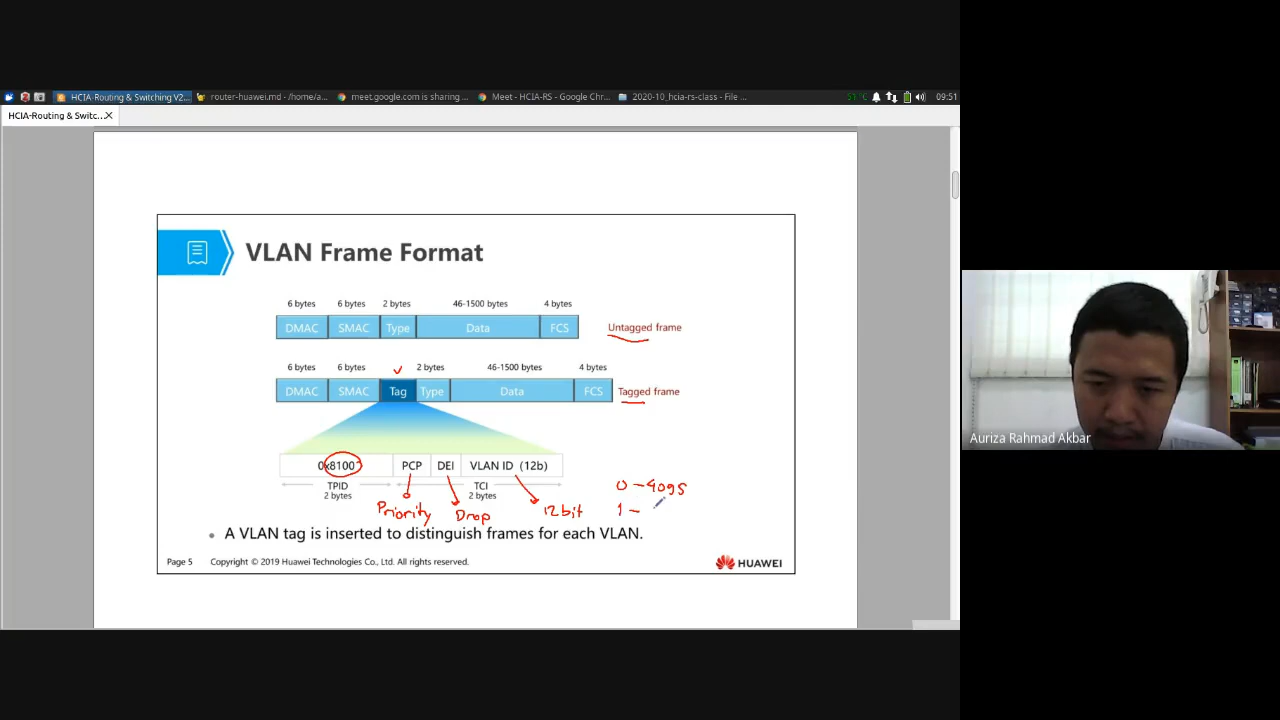 HCIA-Routing & Switching V2... router-huawei.md - /home/a... meet.google.com is sharing ... Meet - HCIA-RS - Google Chr... 2020-10_hcia-rs-class - File ... 51°C 09:51
HCIA-Routing & Switc...
VLAN Frame Format
6 bytes 6 bytes 2 bytes 46-1500 bytes 4 bytes
DMAC SMAC Type Data FCS Untagged frame
6 bytes 6 bytes 2 bytes 46-1500 bytes 4 bytes
DMAC SMAC Tag Type Data FCS Tagged frame
0x8100 PCP DEI VLAN ID (12b)
TPID TCI
2 bytes 2 bytes
0 - 4095
Priority Drop 12 bit 1 -
• A VLAN tag is inserted to distinguish frames for each VLAN.
Page 5 Copyright © 2019 Huawei Technologies Co., Ltd. All rights reserved. HUAWEI
Auriza Rahmad Akbar